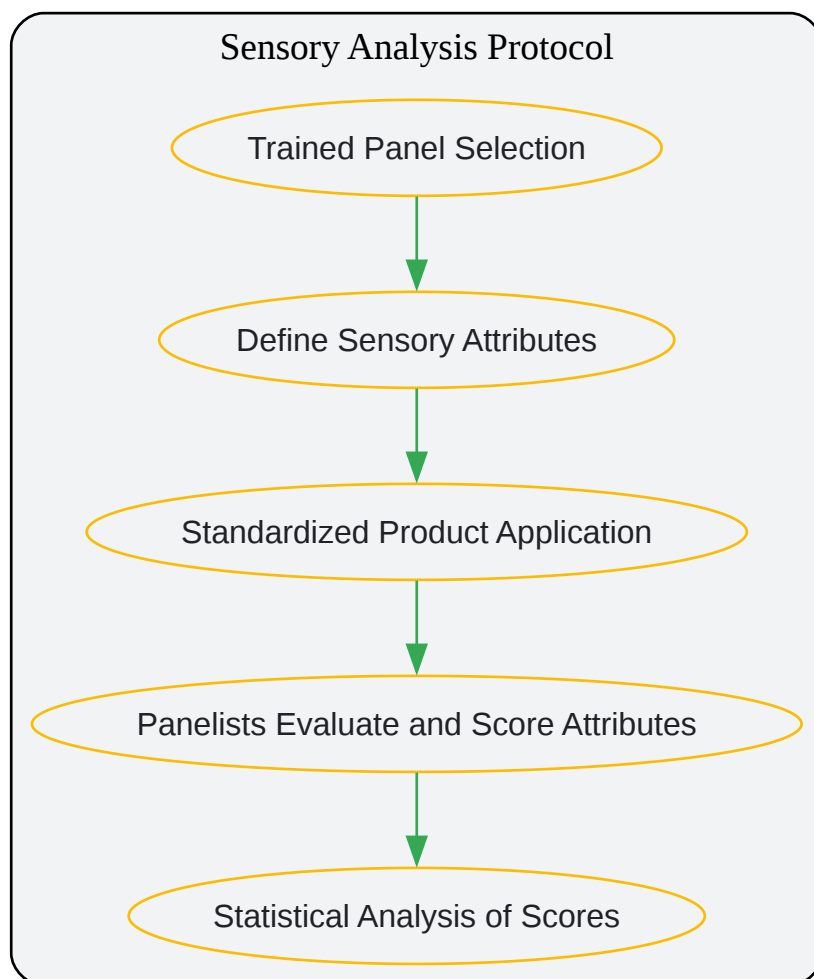 Sensory Analysis Protocol
Trained Panel Selection
Define Sensory Attributes
Standardized Product Application
Panelists Evaluate and Score Attributes
Statistical Analysis of Scores